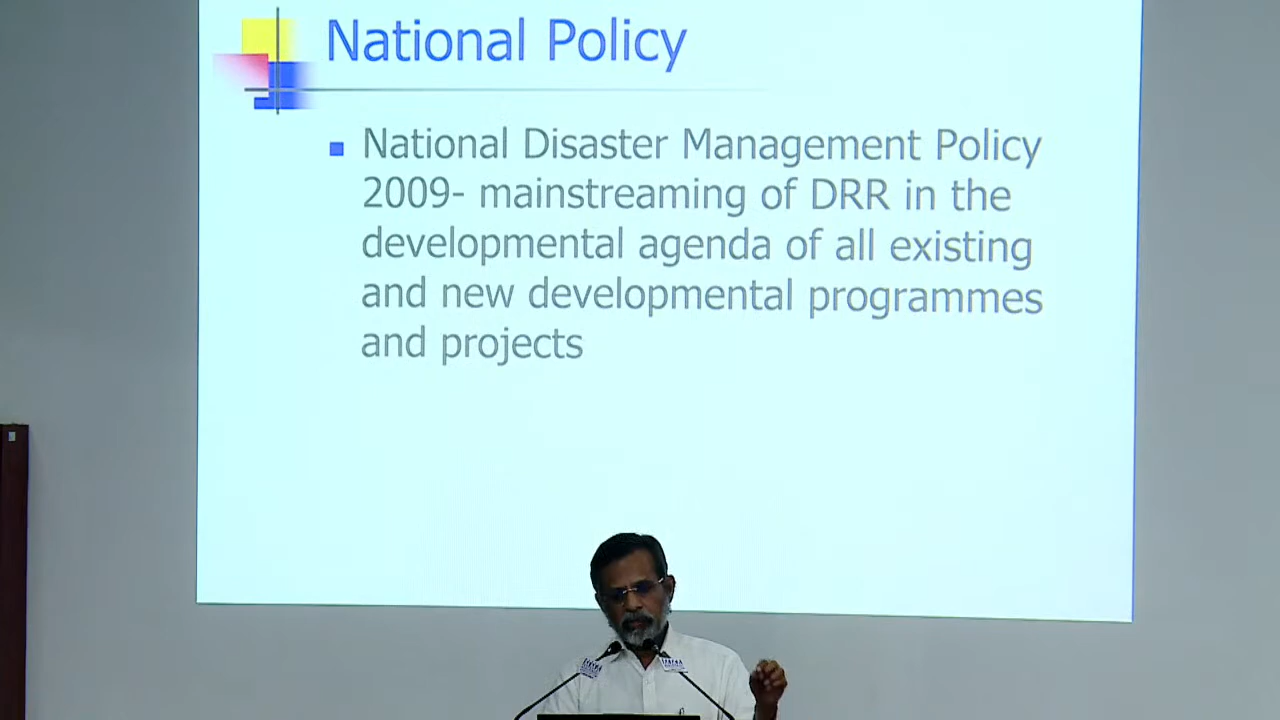 National Policy
National Disaster Management Policy
2009- mainstreaming of DRR in the
developmental agenda of all existing
and new developmental programmes
and projects